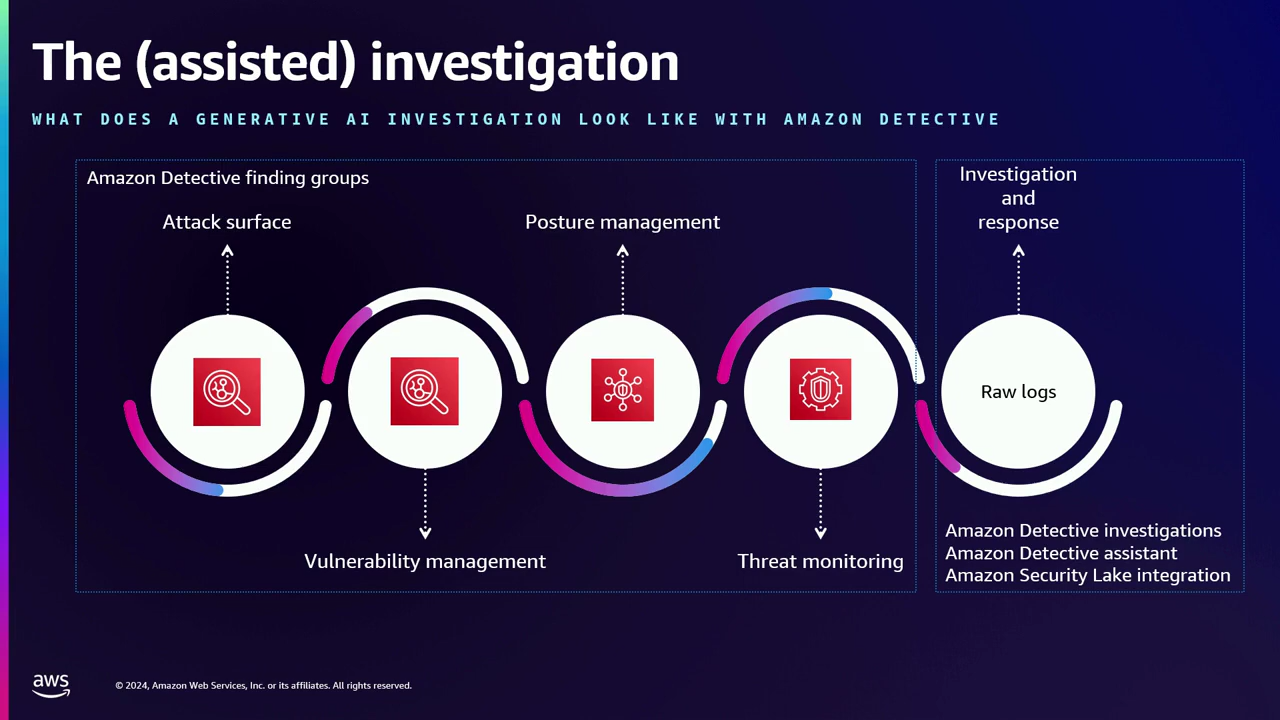 The (assisted) investigation
WHAT DOES A GENERATIVE AI INVESTIGATION LOOK LIKE WITH AMAZON DETECTIVE
Amazon Detective finding groups
Attack surface
Posture management
Vulnerability management
Threat monitoring
Investigation
and
response
Raw logs
Amazon Detective investigations
Amazon Detective assistant
Amazon Security Lake integration
aws
© 2024, Amazon Web Services, Inc. or its affiliates. All rights reserved.